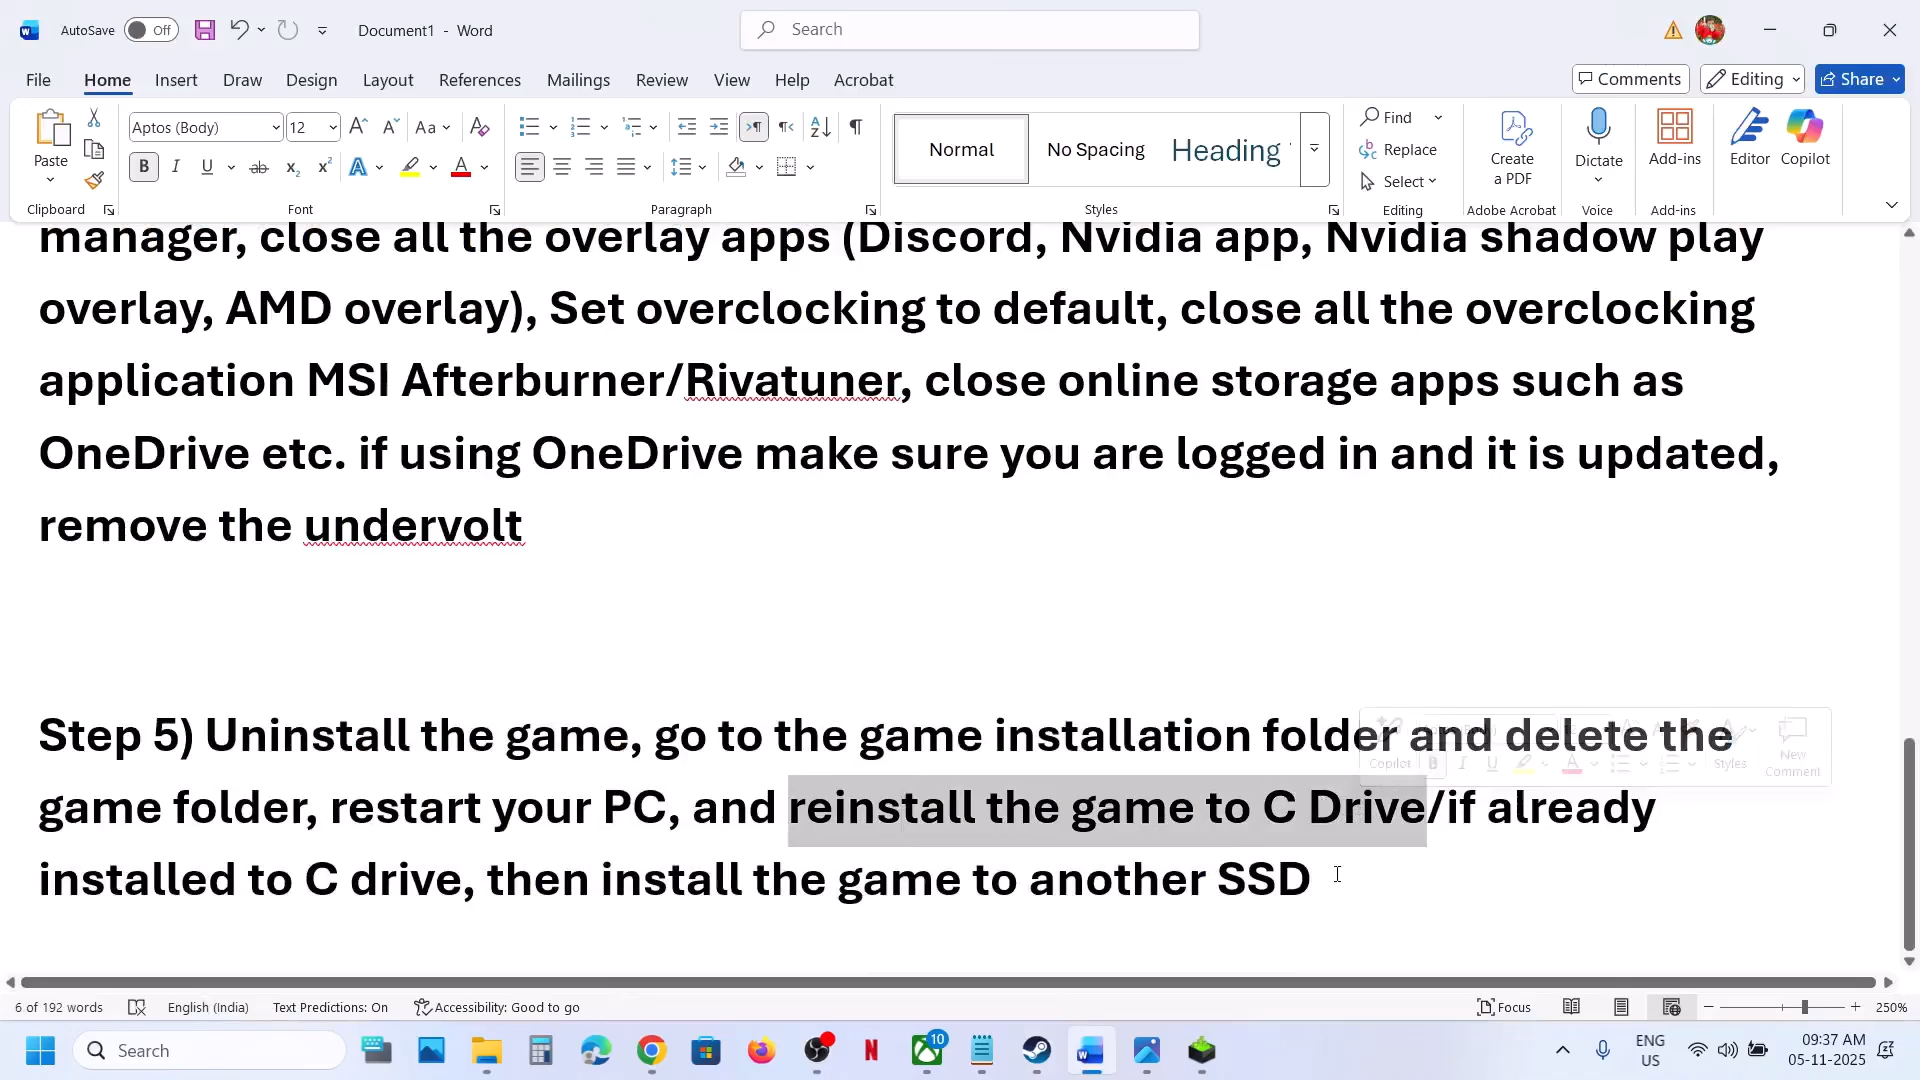 AutoSave
Off
Document1 - Word
Search
File
Home
Insert
Draw
Design
Layout
References
Mailings
Review
View
Help
Acrobat
Comments
Editing
Share
Paste
Clipboard
Aptos (Body)
12
Font
Paragraph
Normal
No Spacing
Heading
Styles
Find
Replace
Select
Editing
Create a PDF
Adobe Acrobat
Dictate
Voice
Add-ins
Add-ins
Editor
Copilot
manager, close all the overlay apps (Discord, Nvidia app, Nvidia shadow play
overlay, AMD overlay), Set overclocking to default, close all the overclocking
application MSI Afterburner/Rivatuner, close online storage apps such as
OneDrive etc. if using OneDrive make sure you are logged in and it is updated,
remove the undervolt
Step 5) Uninstall the game, go to the game installation folder and delete the
game folder, restart your PC, and reinstall the game to C Drive/if already
installed to C drive, then install the game to another SSD
Copilot
Styles
New Comment
6 of 192 words
English (India)
Text Predictions: On
Accessibility: Good to go
Focus
250%
Search
10
ENG
US
09:37 AM
05-11-2025